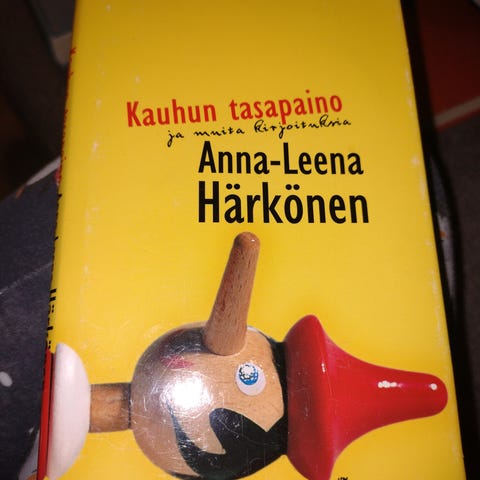 Kauhun tasapaino
ja muita kirjoituksia
Anna-Leena
Härkönen